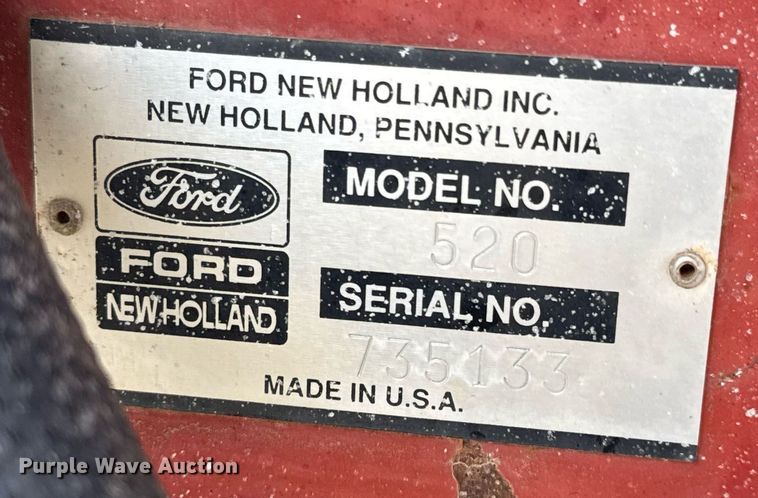 FORD NEW HOLLAND INC.
NEW HOLLAND, PENNSYLVANIA
Ford
FORD
NEW HOLLAND
MODEL NO.
520
SERIAL NO.
735133
MADE IN U.S.A.
Purple Wave Auction